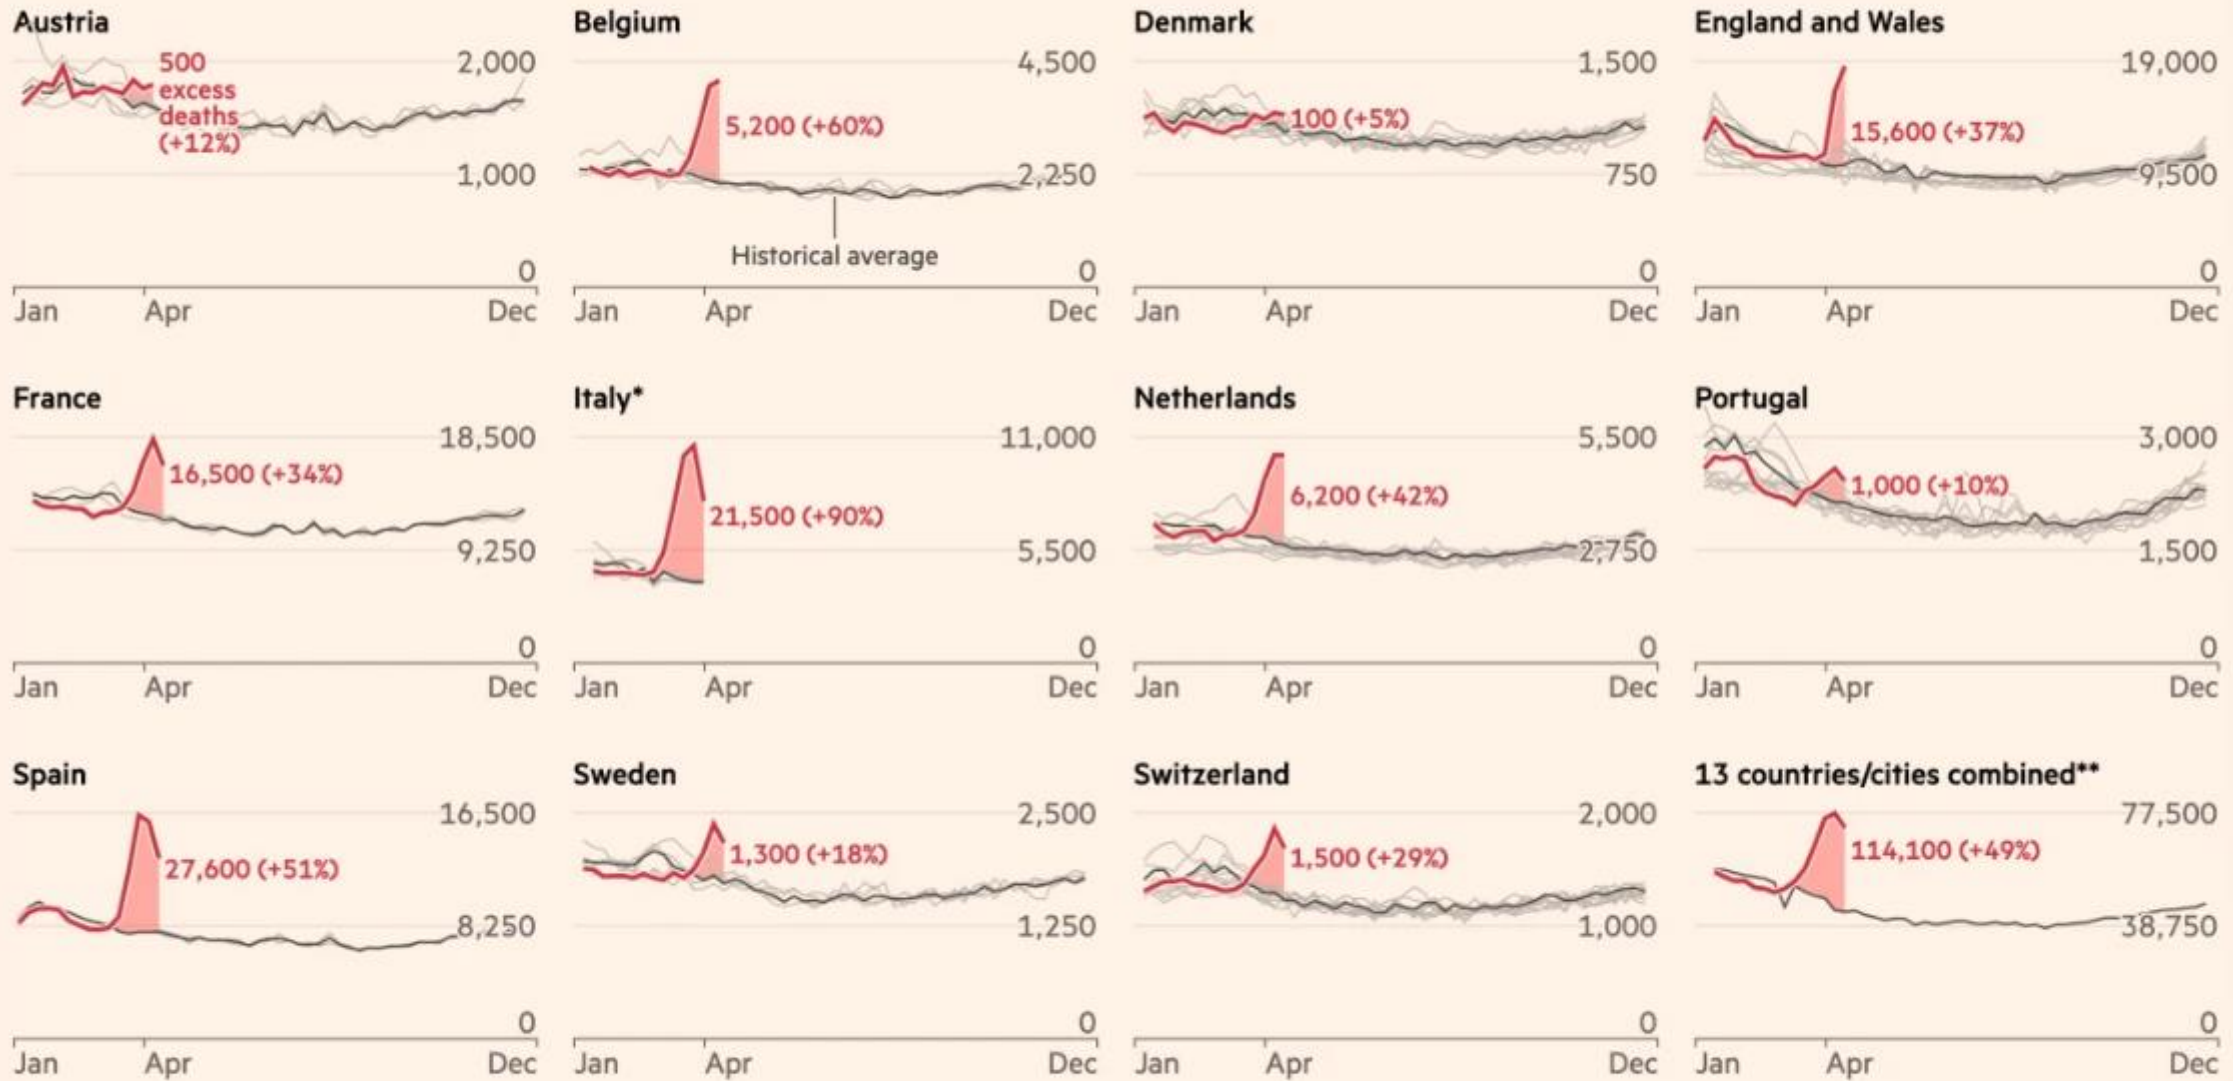 Austria
500
excess
deaths
(+12%)
2,000
1,000
0
Jan Apr Dec
Belgium
4,500
5,200 (+60%)
2,250
Historical average
0
Jan Apr Dec
Denmark
1,500
100 (+5%)
750
0
Jan Apr Dec
England and Wales
19,000
15,600 (+37%)
9,500
0
Jan Apr Dec
France
18,500
16,500 (+34%)
9,250
0
Jan Apr Dec
Italy*
11,000
21,500 (+90%)
5,500
0
Jan Apr Dec
Netherlands
5,500
6,200 (+42%)
2,750
0
Jan Apr Dec
Portugal
3,000
1,000 (+10%)
1,500
0
Jan Apr Dec
Spain
16,500
27,600 (+51%)
8,250
0
Jan Apr Dec
Sweden
2,500
1,300 (+18%)
1,250
0
Jan Apr Dec
Switzerland
2,000
1,500 (+29%)
1,000
0
Jan Apr Dec
13 countries/cities combined**
77,500
114,100 (+49%)
38,750
0
Jan Apr Dec